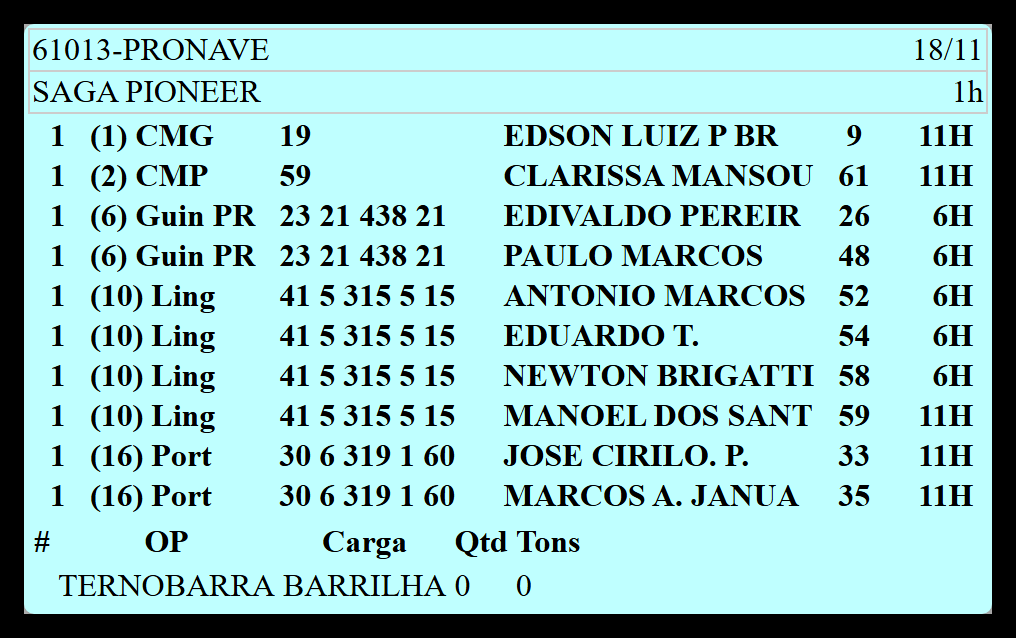 61013-PRONAVE 18/11
SAGA PIONEER 1h
1 (1) CMG 19 EDSON LUIZ P BR 9 11H
1 (2) CMP 59 CLARISSA MANSOU 61 11H
1 (6) Guin PR 23 21 438 21 EDIVALDO PEREIR 26 6H
1 (6) Guin PR 23 21 438 21 PAULO MARCOS 48 6H
1 (10) Ling 41 5 315 5 15 ANTONIO MARCOS 52 6H
1 (10) Ling 41 5 315 5 15 EDUARDO T. 54 6H
1 (10) Ling 41 5 315 5 15 NEWTON BRIGATTI 58 6H
1 (10) Ling 41 5 315 5 15 MANOEL DOS SANT 59 11H
1 (16) Port 30 6 319 1 60 JOSE CIRILO. P. 33 11H
1 (16) Port 30 6 319 1 60 MARCOS A. JANUA 35 11H
# OP Carga Qtd Tons
TERNOBARRA BARRILHA 0 0